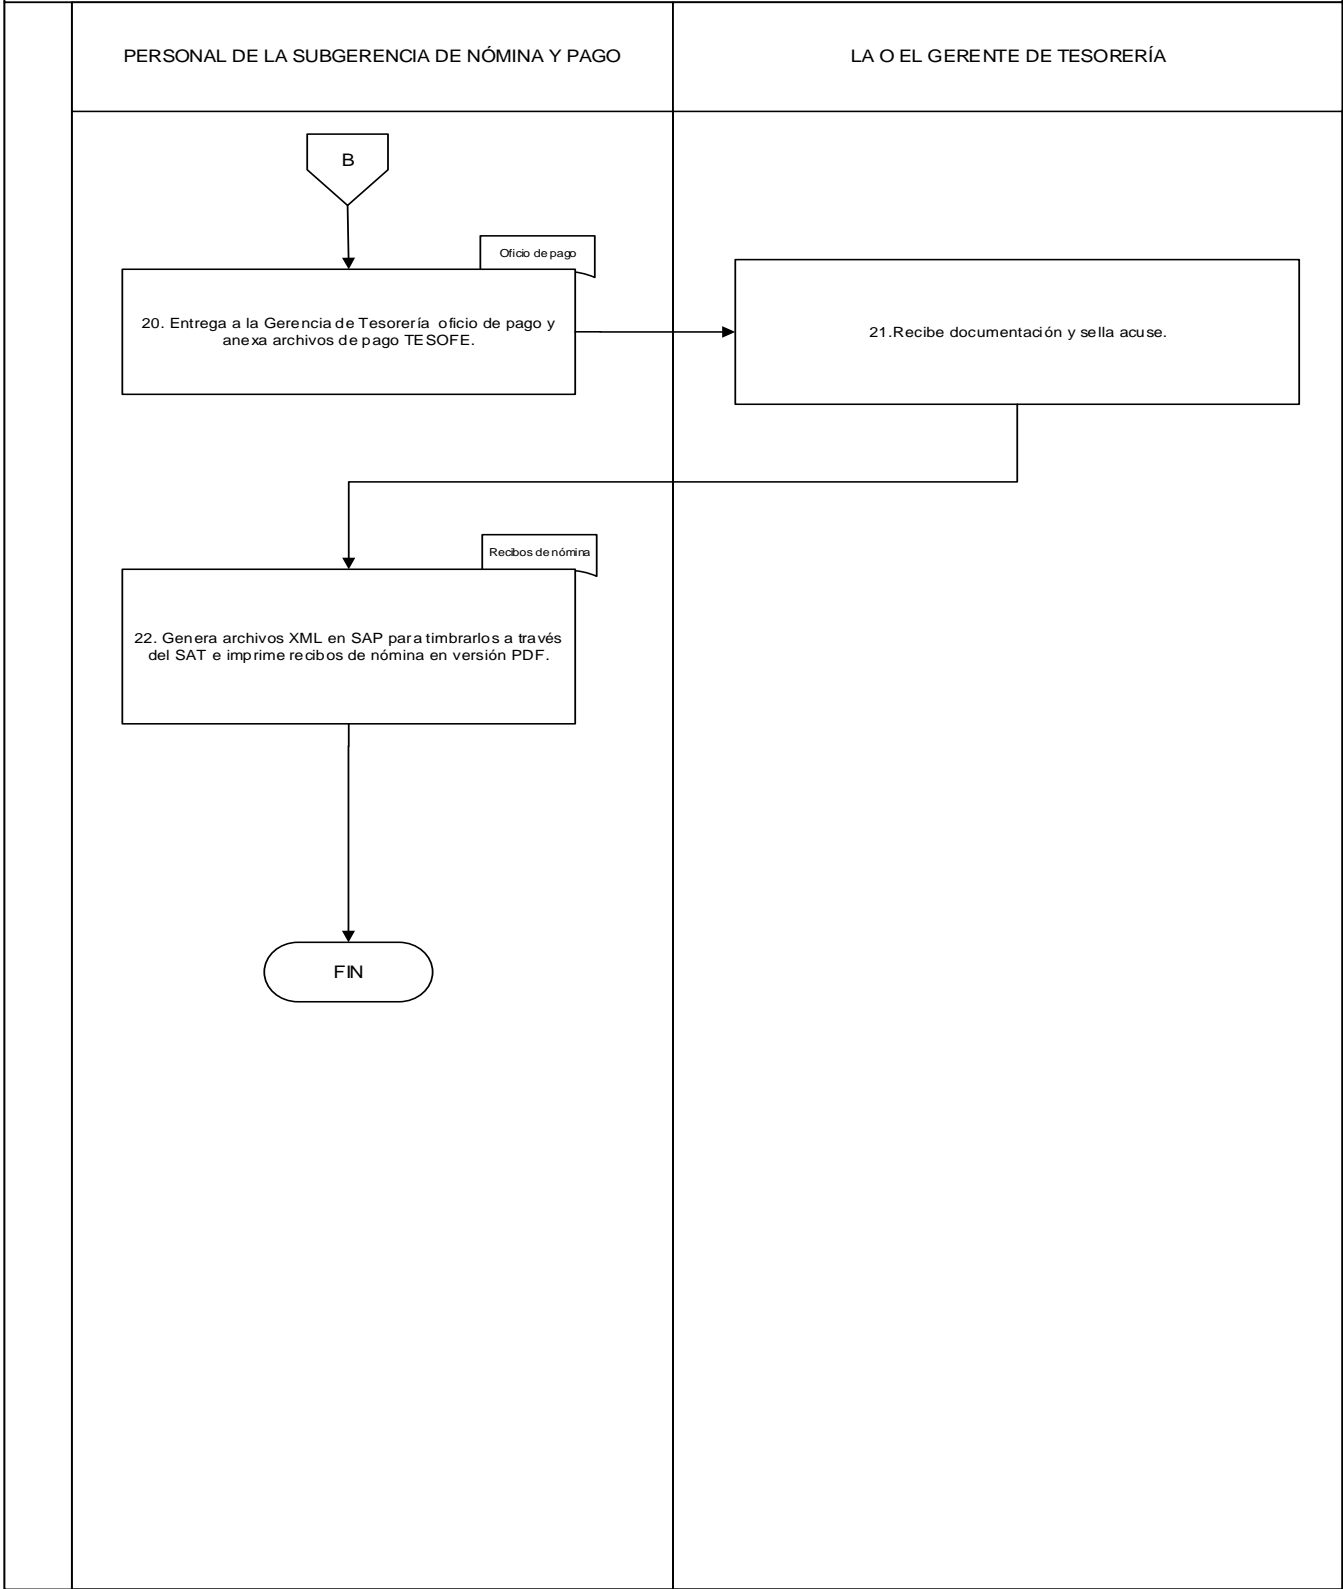 PERSONAL DE LA SUBGERENCIA DE NÓMINA Y PAGO
LA O EL GERENTE DE TESORERÍA
B
Oficio de pago
20. Entrega a la Gerencia de Tesorería oficio de pago y
anexa archivos de pago TESOFE.
21.Recibe documentación y sella acuse.
Recibos de nómina
22. Genera archivos XML en SAP para timbrarlos a través
del SAT e imprime recibos de nómina en versión PDF.
FIN